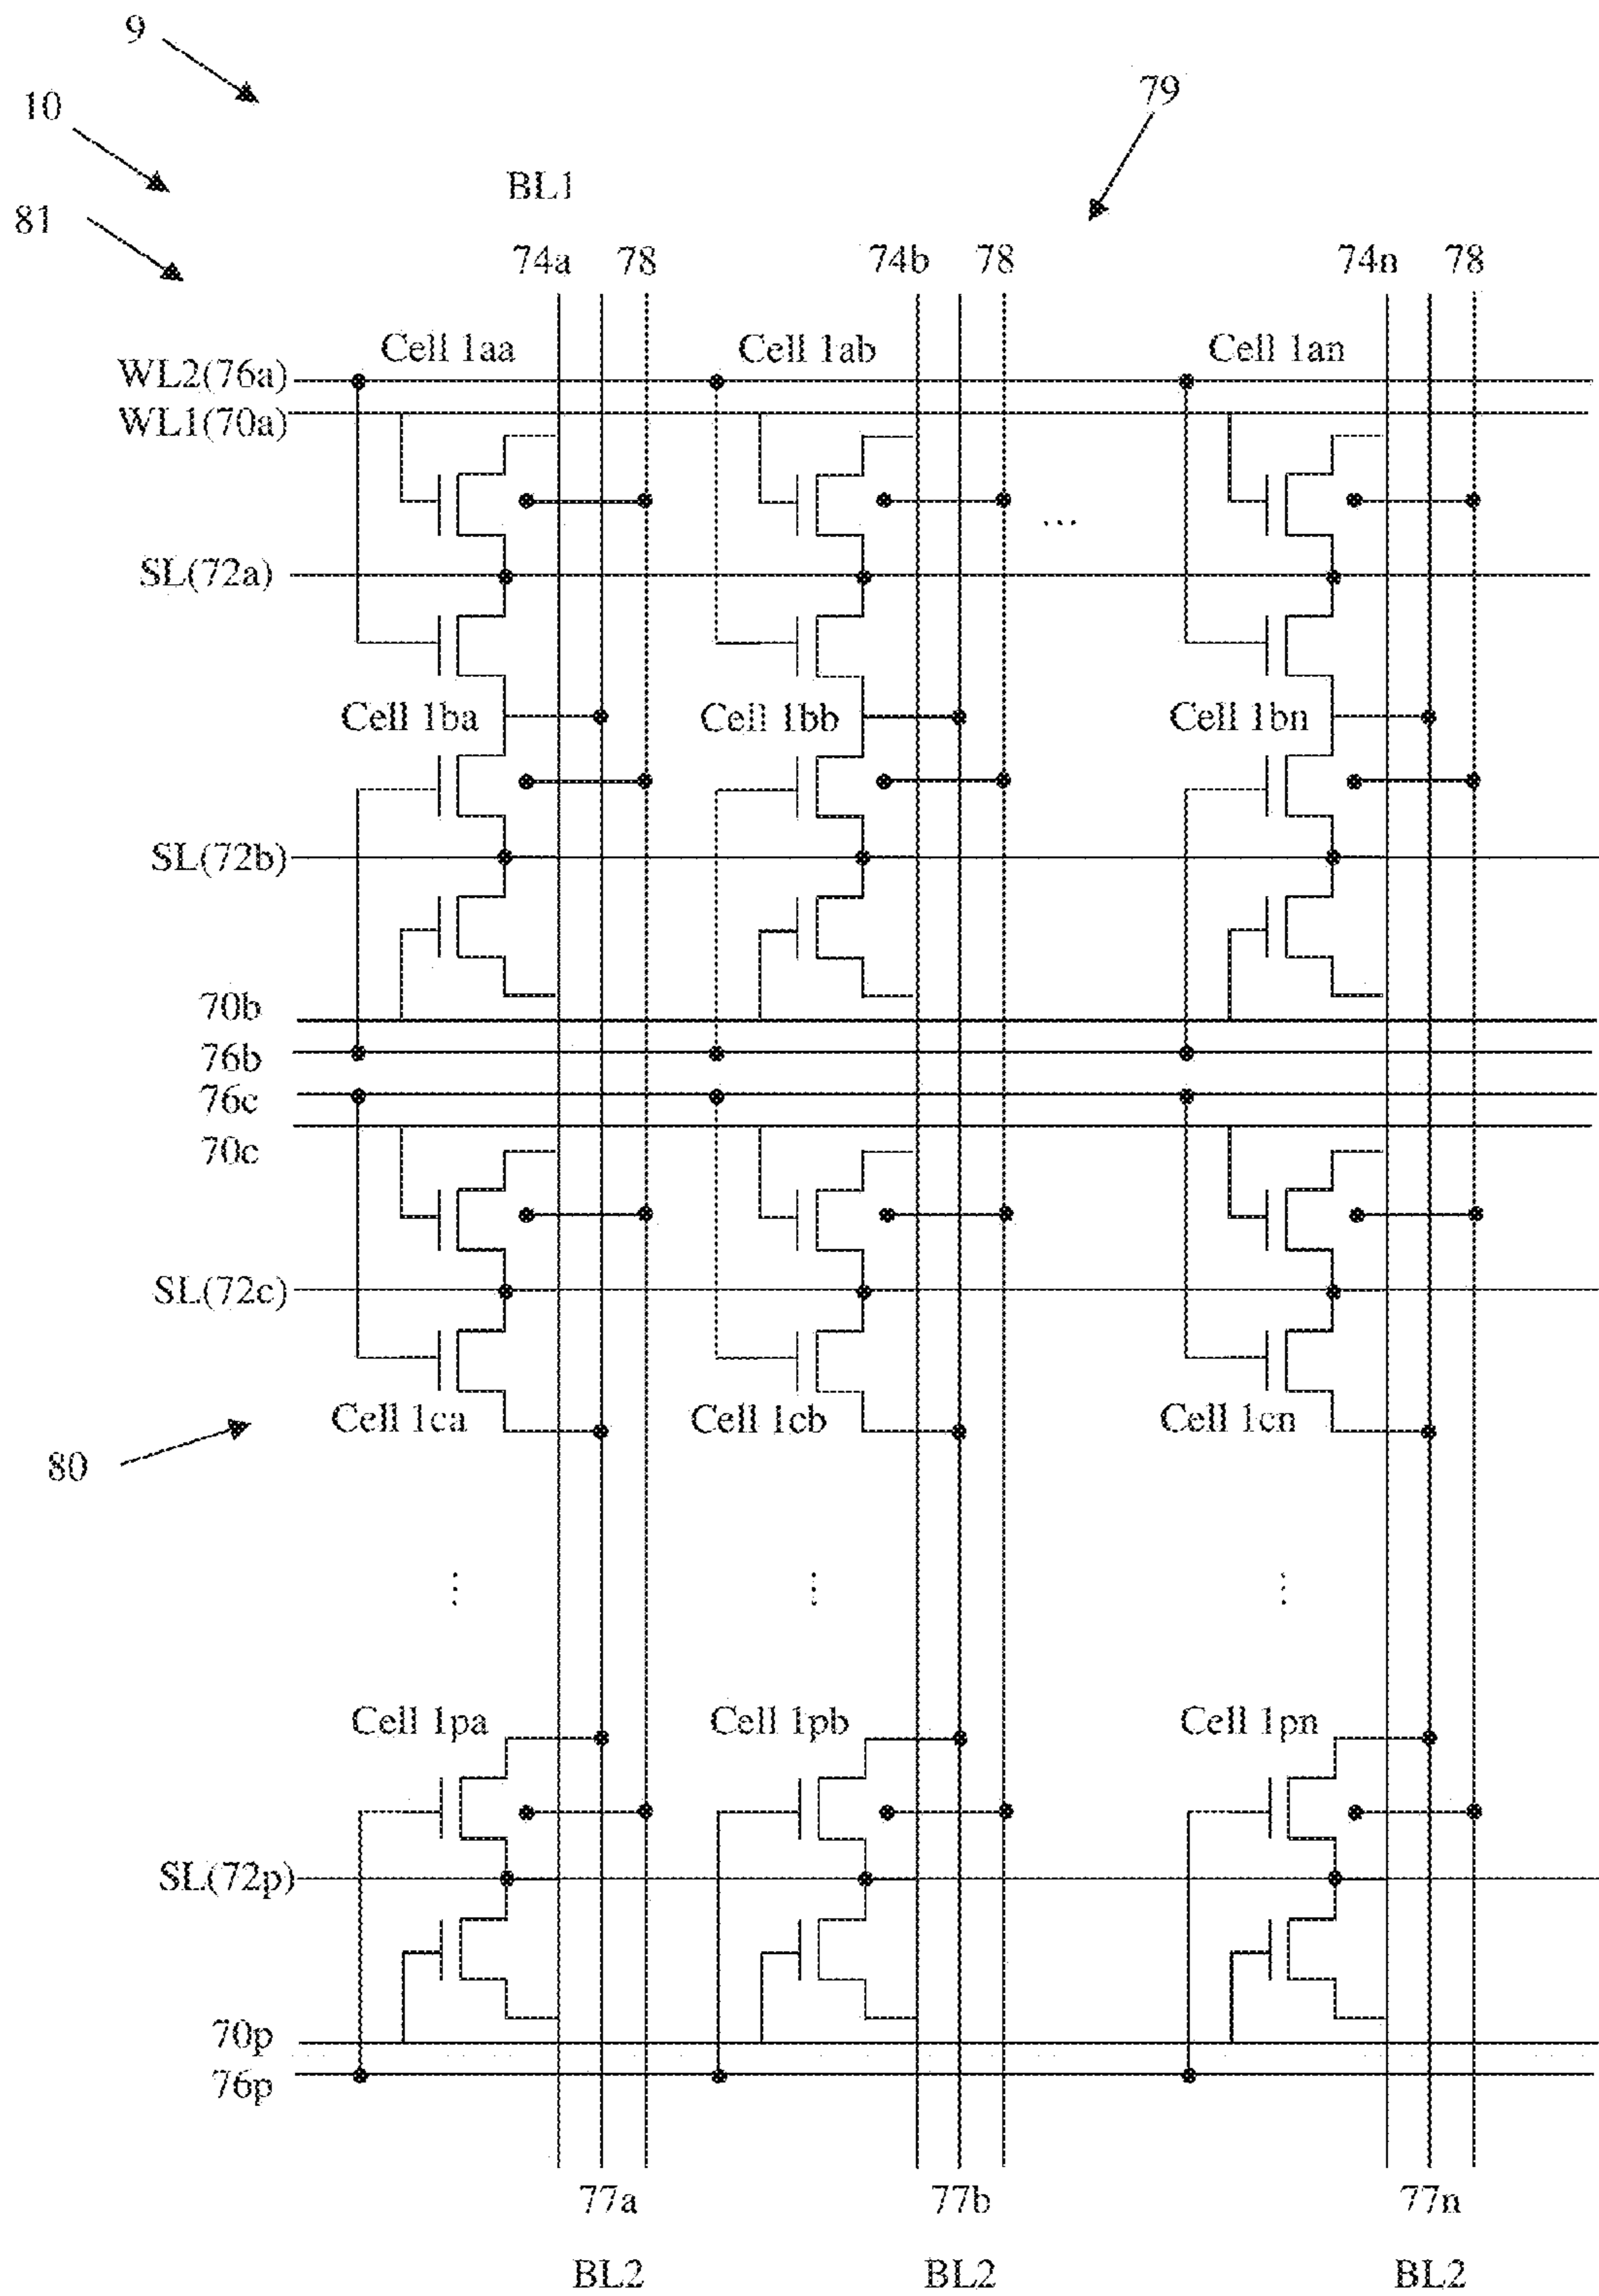 9
10
79
BL1
81
74a 78 74b 78 74n 78
Cell 1aa Cell 1ab Cell 1an
WL2(76a)
WL1(70a)
...
SL(72a)
Cell 1ba Cell 1bb Cell 1bn
SL(72b)
70b
76b
76c
70c
SL(72c)
Cell 1ca Cell 1cb Cell 1cn
80
⋮ ⋮ ⋮
Cell 1pa Cell 1pb Cell 1pn
SL(72p)
70p
76p
77a 77b 77n
BL2 BL2 BL2